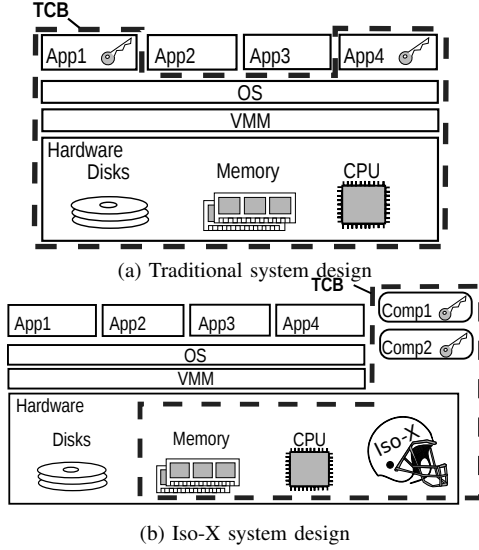 TCB
App1
App2
App3
App4
OS
VMM
Hardware
Disks
Memory
CPU
(a) Traditional system design
TCB
Comp1
Comp2
App1
App2
App3
App4
OS
VMM
Hardware
Disks
Memory
CPU
Iso-X
(b) Iso-X system design